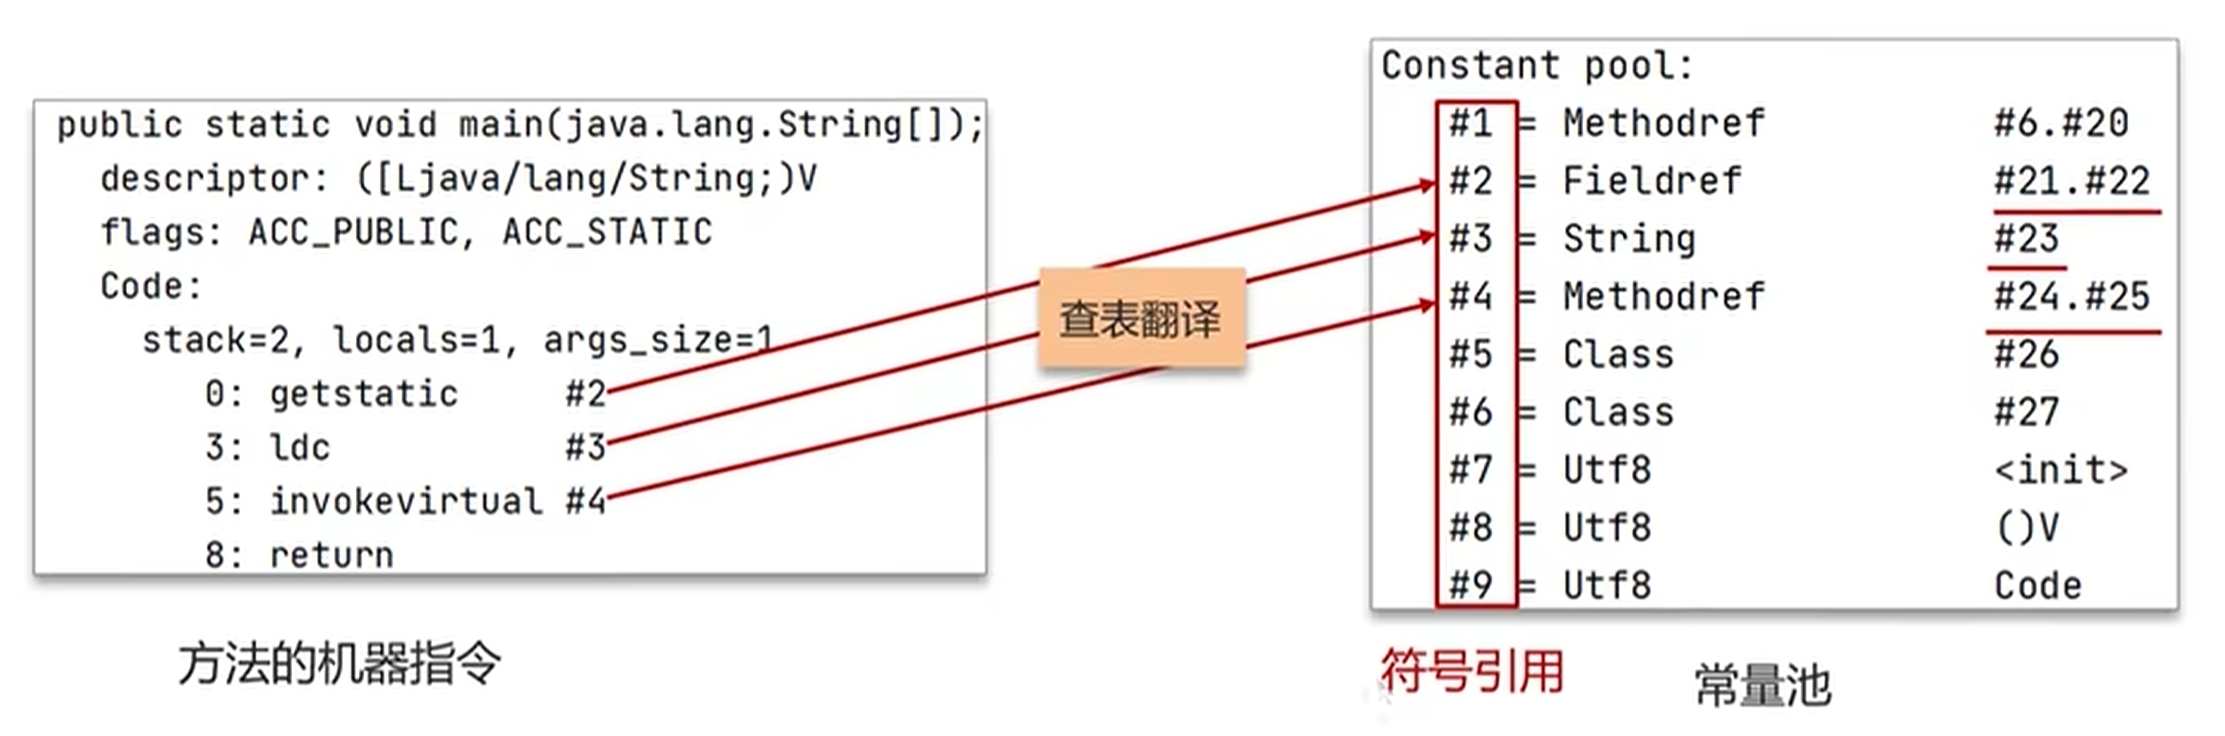 public static void main(java.lang.String[]);
descriptor: ([Ljava/lang/String;)V
flags: ACC_PUBLIC, ACC_STATIC
Code:
stack=2, locals=1, args_size=1
0: getstatic #2
3: ldc #3
5: invokevirtual #4
8: return
方法的机器指令
查表翻译
Constant pool:
#1 = Methodref #6.#20
#2 = Fieldref #21.#22
#3 = String #23
#4 = Methodref #24.#25
#5 = Class #26
#6 = Class #27
#7 = Utf8 <init>
#8 = Utf8 ()V
#9 = Utf8 Code
符号引用
常量池